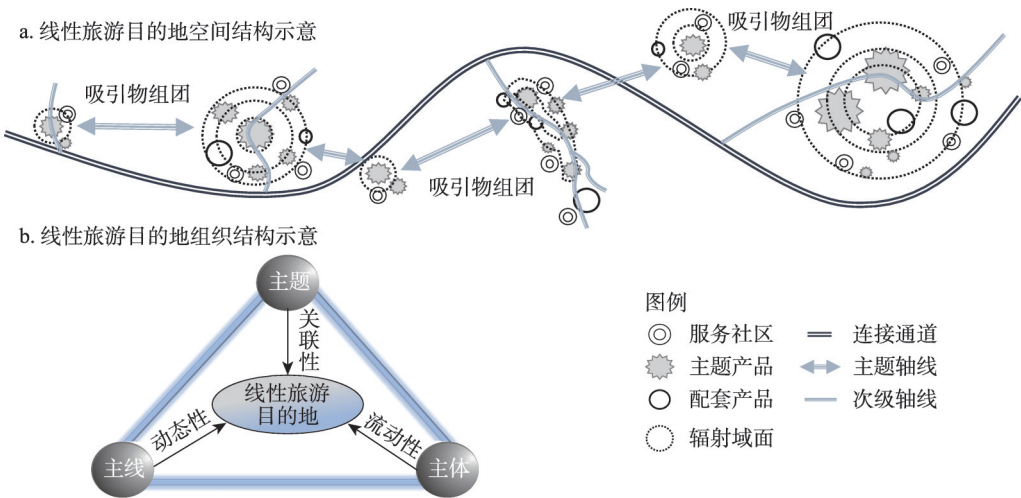 a. 线性旅游目的地空间结构示意
吸引物组团
吸引物组团
吸引物组团
b. 线性旅游目的地组织结构示意
主题
关联性
线性旅游
目的地
动态性
流动性
主线
主体
图例
服务社区
连接通道
主题产品
主题轴线
配套产品
次级轴线
辐射域面